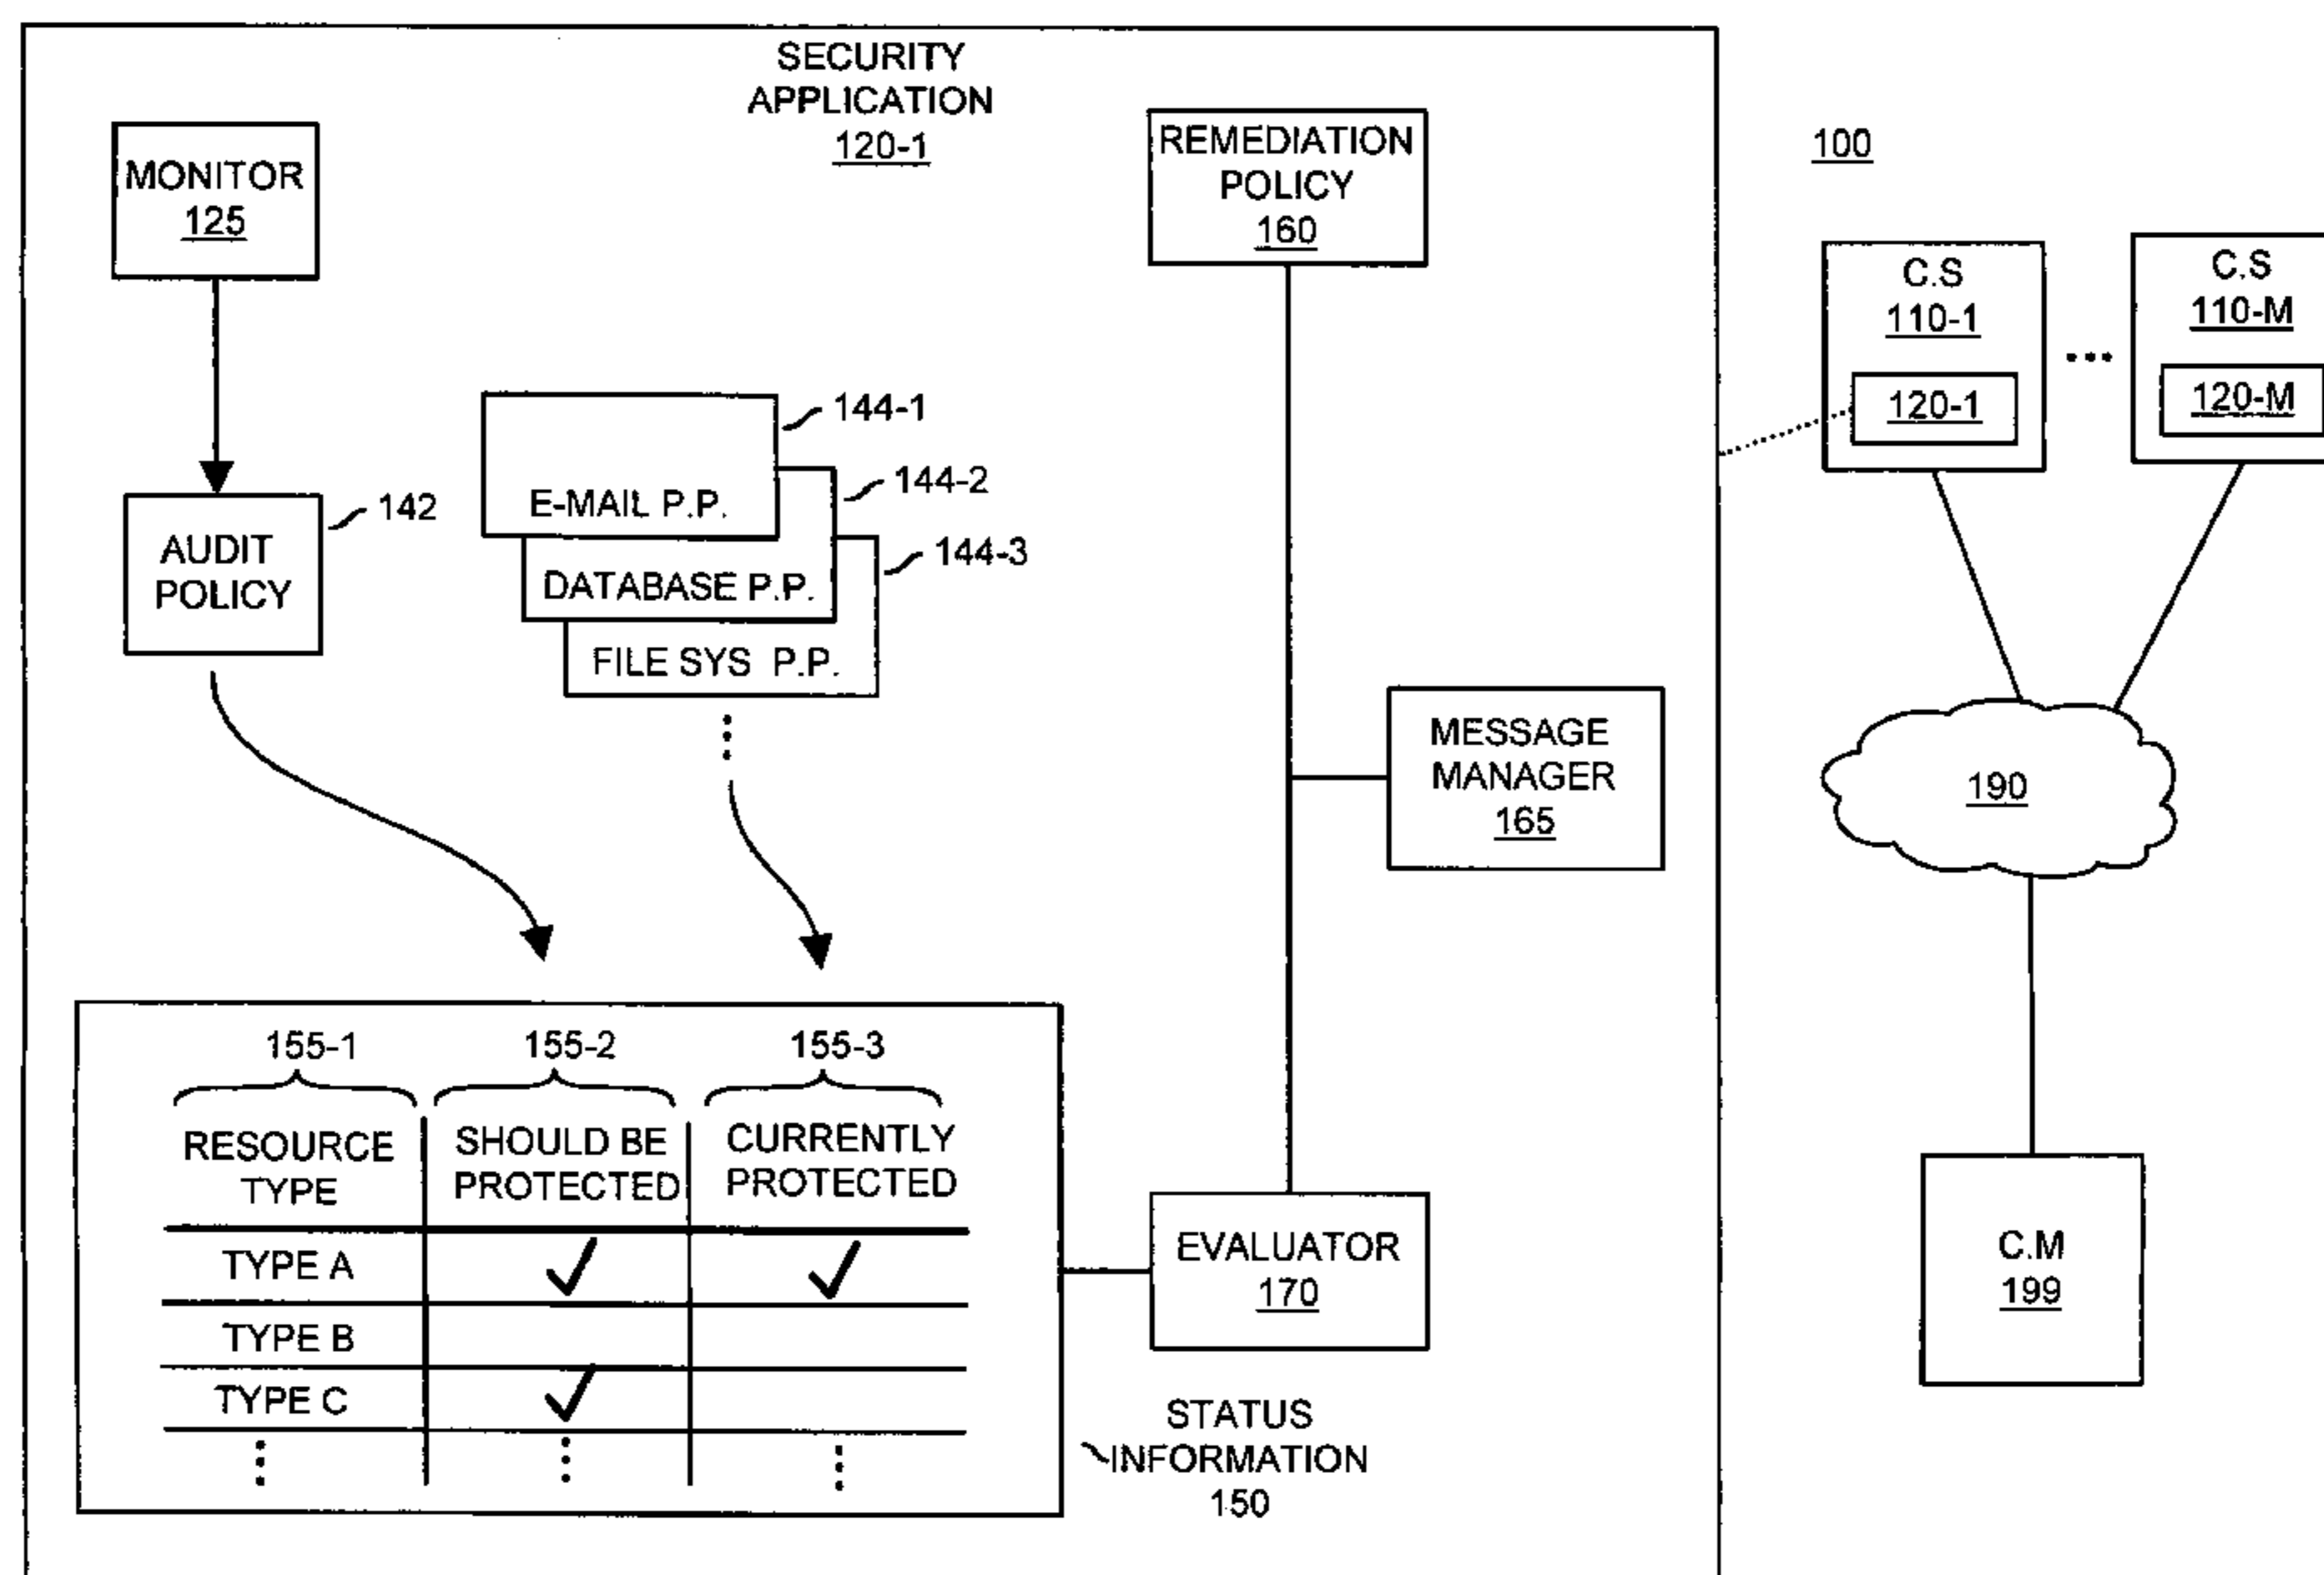 SECURITY
APPLICATION
120-1
MONITOR
125
REMEDIATION
POLICY
160
100
C.S
110-1
120-1
C.S
110-M
120-M
144-1
E-MAIL P.P.
144-2
DATABASE P.P.
144-3
FILE SYS P.P.
142
AUDIT
POLICY
MESSAGE
MANAGER
165
190
155-1
155-2
155-3
RESOURCE
TYPE
SHOULD BE
PROTECTED
CURRENTLY
PROTECTED
TYPE A
TYPE B
TYPE C
EVALUATOR
170
C.M
199
STATUS
INFORMATION
150